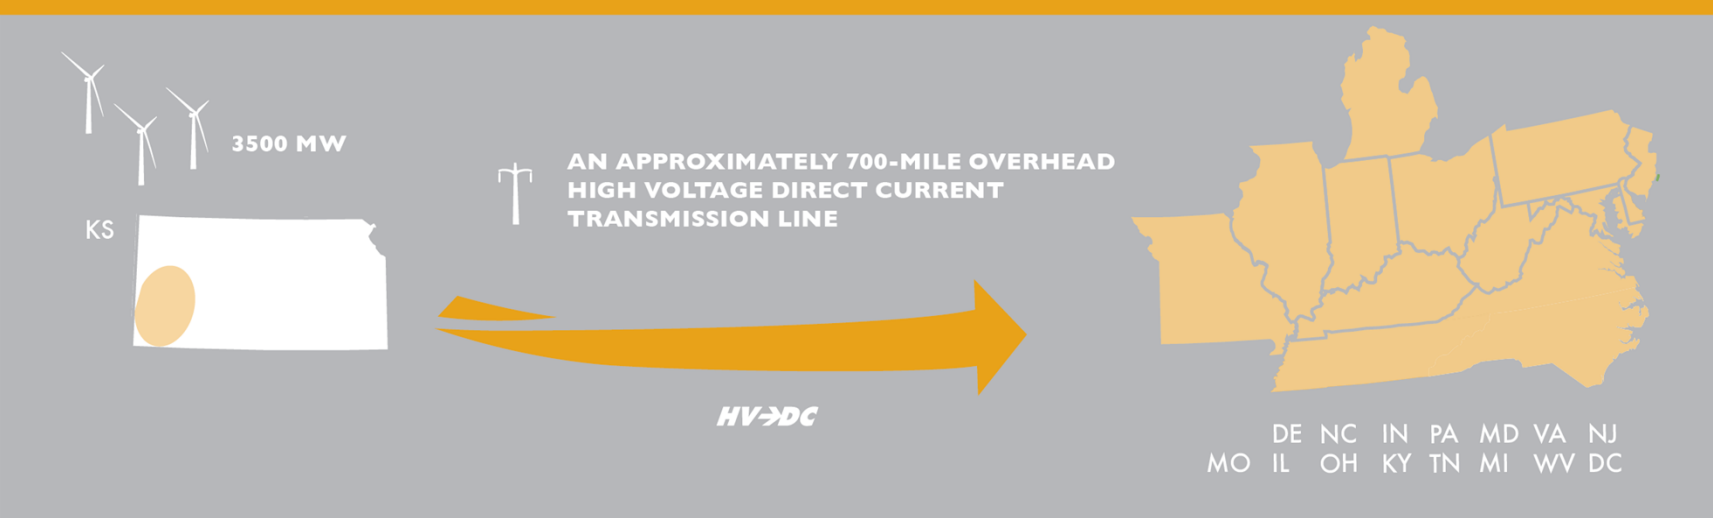 3500 MW
KS
AN APPROXIMATELY 700-MILE OVERHEAD
HIGH VOLTAGE DIRECT CURRENT
TRANSMISSION LINE
HV→DC
DE NC IN PA MD VA NJ
MO IL OH KY TN MI WV DC